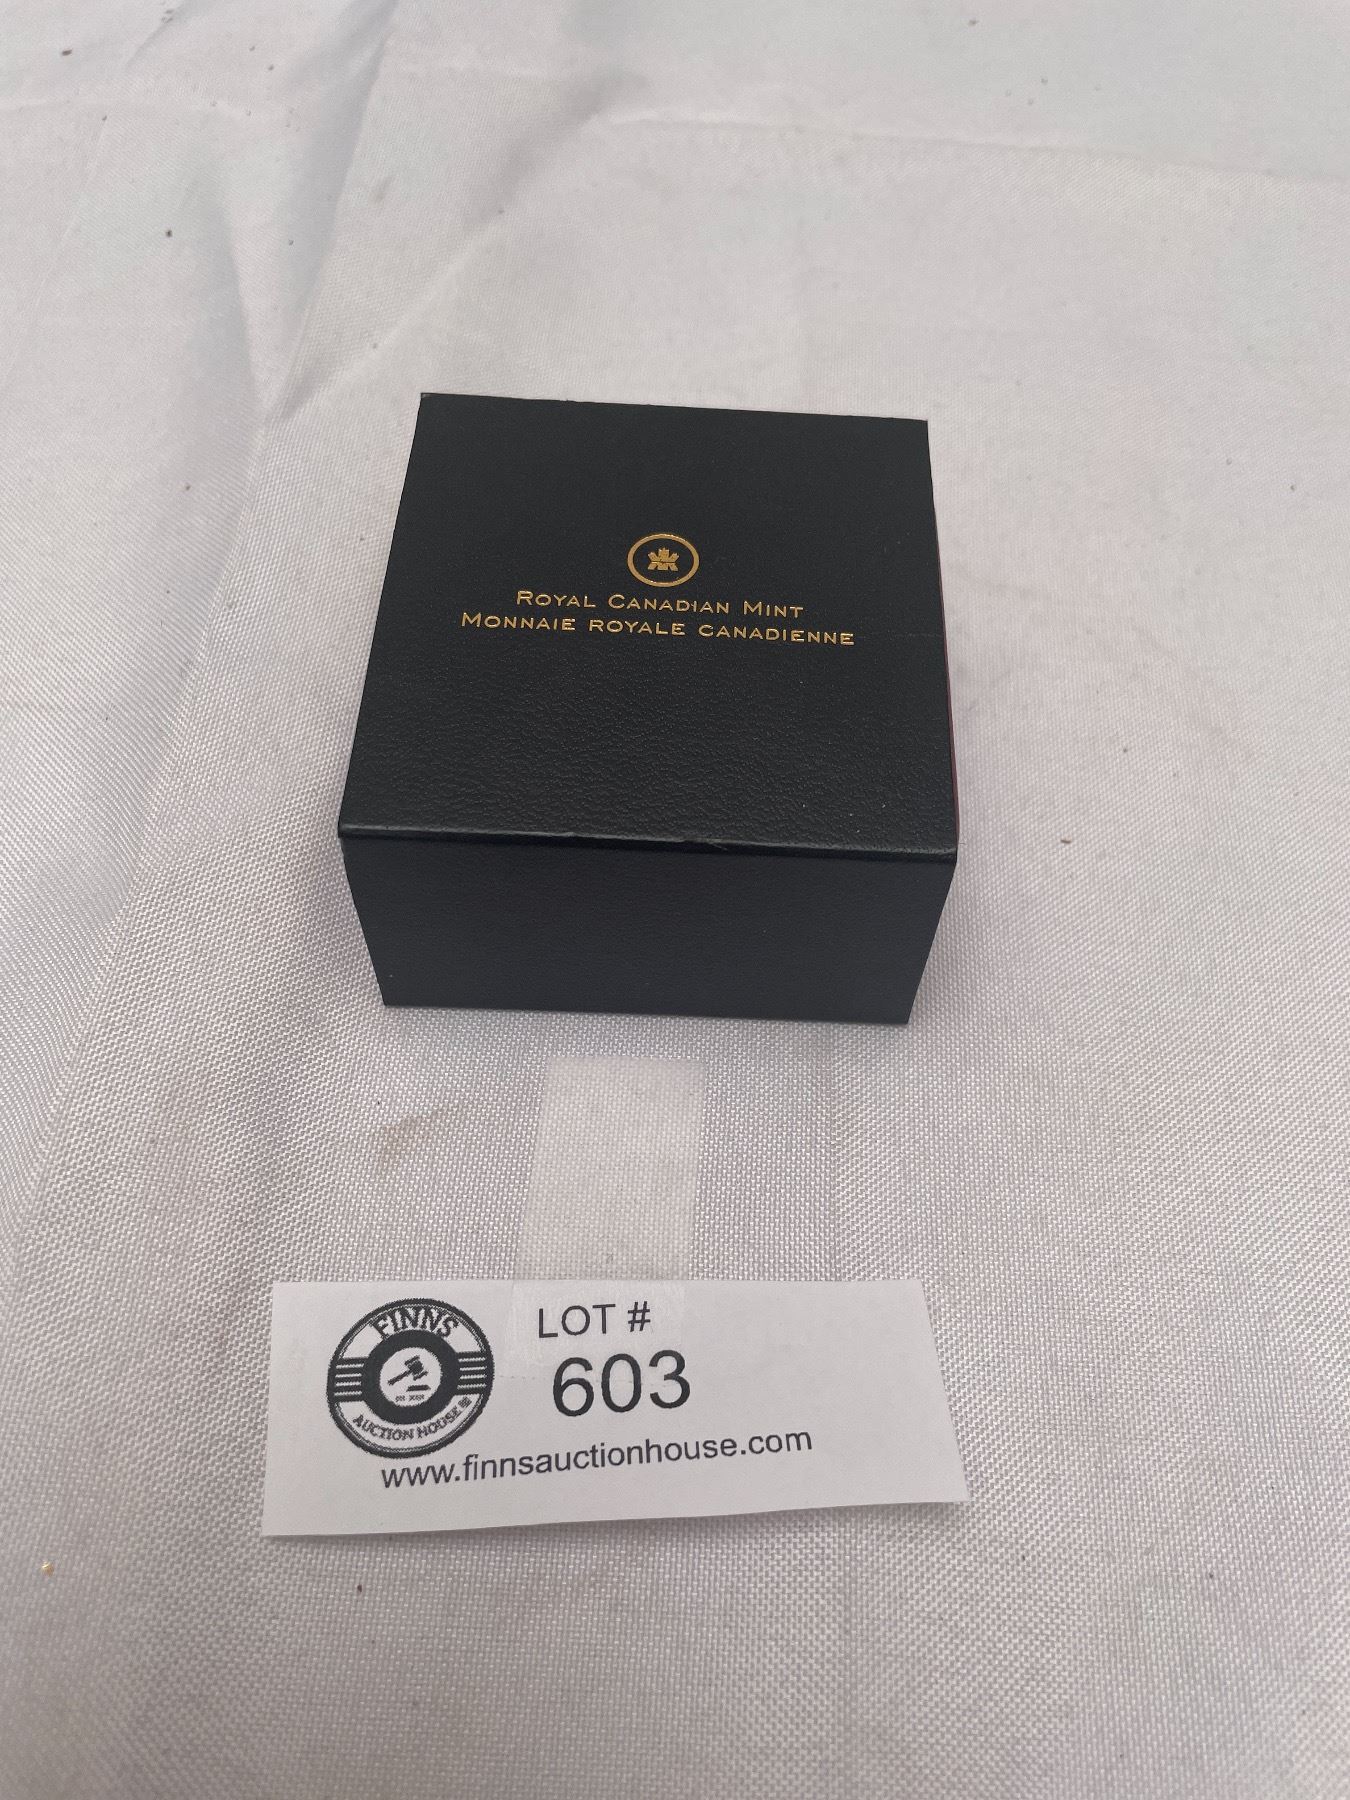 ROYAL CANADIAN MINT
MONNAIE ROYALE CANADIENNE
FINNS
AUCTION HOUSE
LOT #
603
www.finnsauctionhouse.com